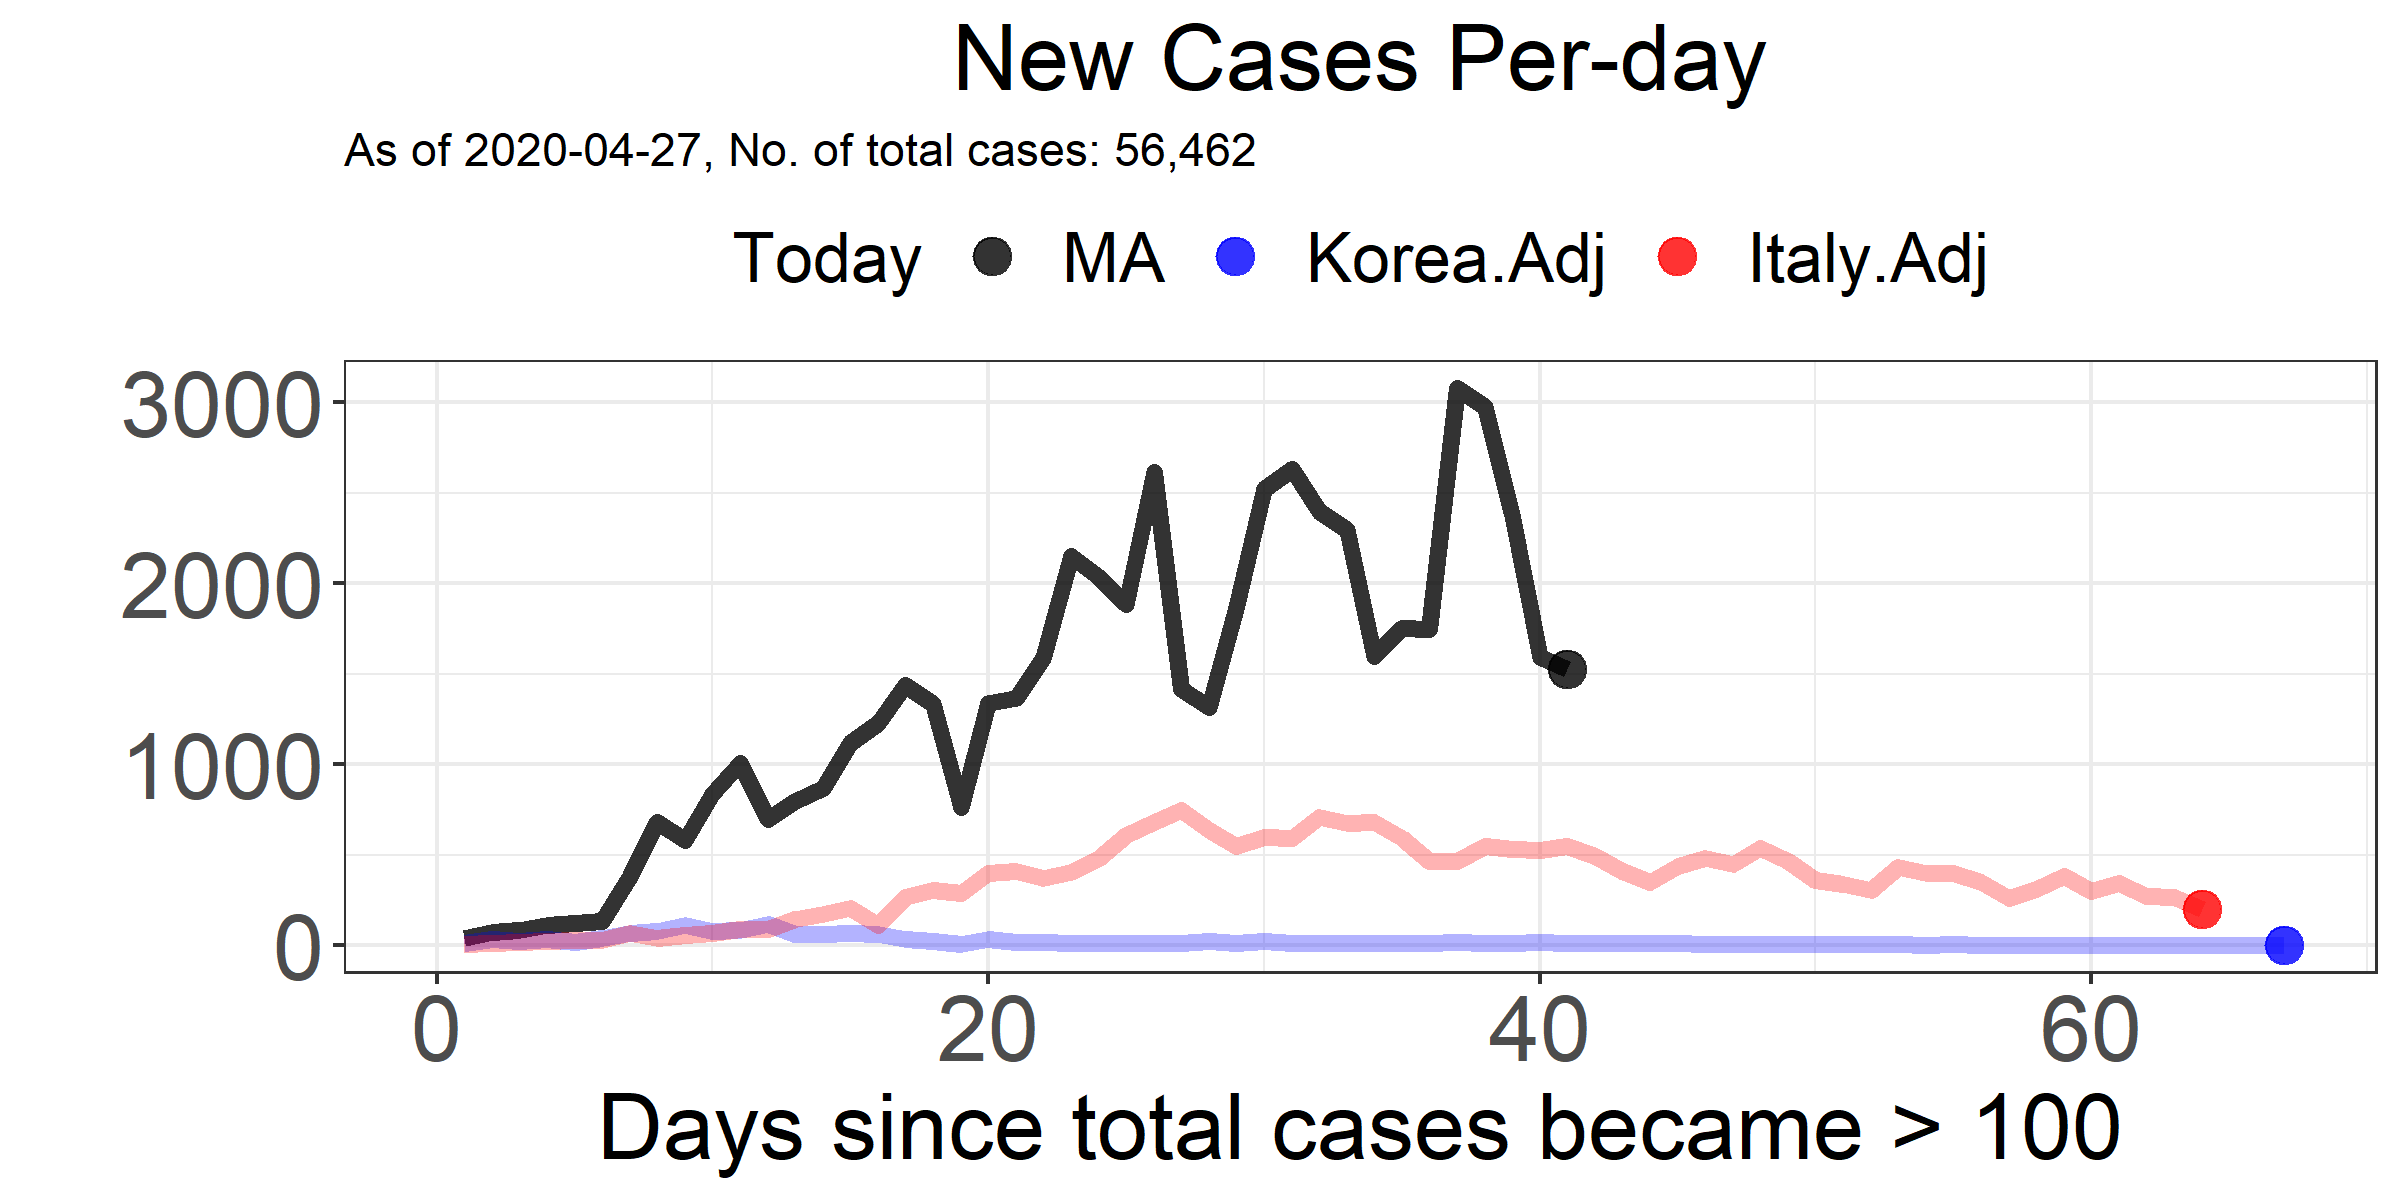 New Cases Per-day
As of 2020-04-27, No. of total cases: 56,462
Today MA Korea.Adj Italy.Adj
3000
2000
1000
0
0 20 40 60
Days since total cases became > 100